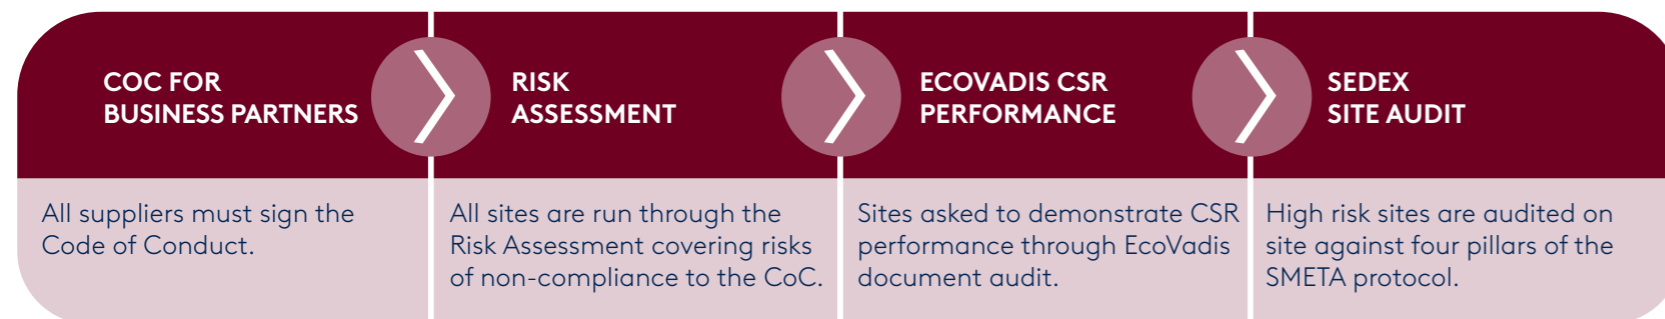 COC FOR
BUSINESS PARTNERS
All suppliers must sign the
Code of Conduct.
RISK
ASSESSMENT
All sites are run through the
Risk Assessment covering risks
of non-compliance to the CoC.
ECOVADIS CSR
PERFORMANCE
Sites asked to demonstrate CSR
performance through EcoVadis
document audit.
SEDEX
SITE AUDIT
High risk sites are audited on
site against four pillars of the
SMETA protocol.